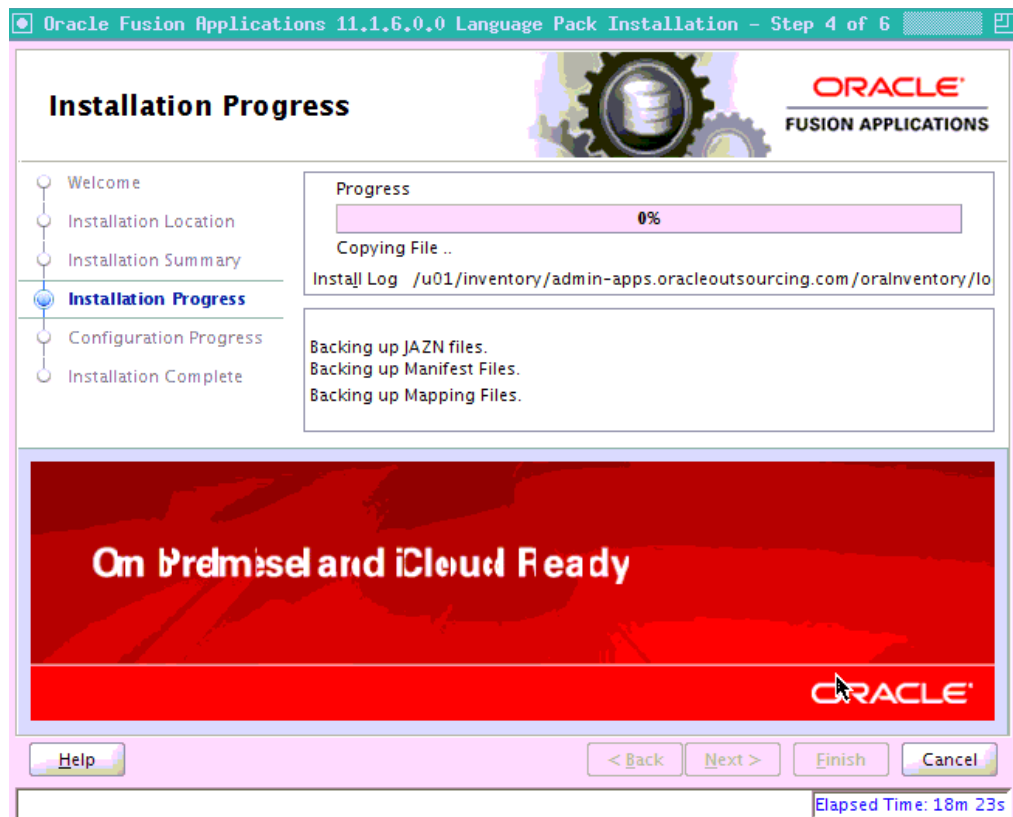 Oracle Fusion Applications 11.1.6.0.0 Language Pack Installation - Step 4 of 6
Installation Progress
ORACLE
FUSION APPLICATIONS
Welcome
Installation Location
Installation Summary
Installation Progress
Configuration Progress
Installation Complete
Progress
0%
Copying File ..
Install Log /u01/inventory/admin-apps.oracleoutsourcing.com/oraInventory/lo
Backing up JAZN files.
Backing up Manifest Files.
Backing up Mapping Files.
and Cloud Ready
ORACLE
Help
< Back
Next >
Finish
Cancel
Elapsed Time: 18m 23s